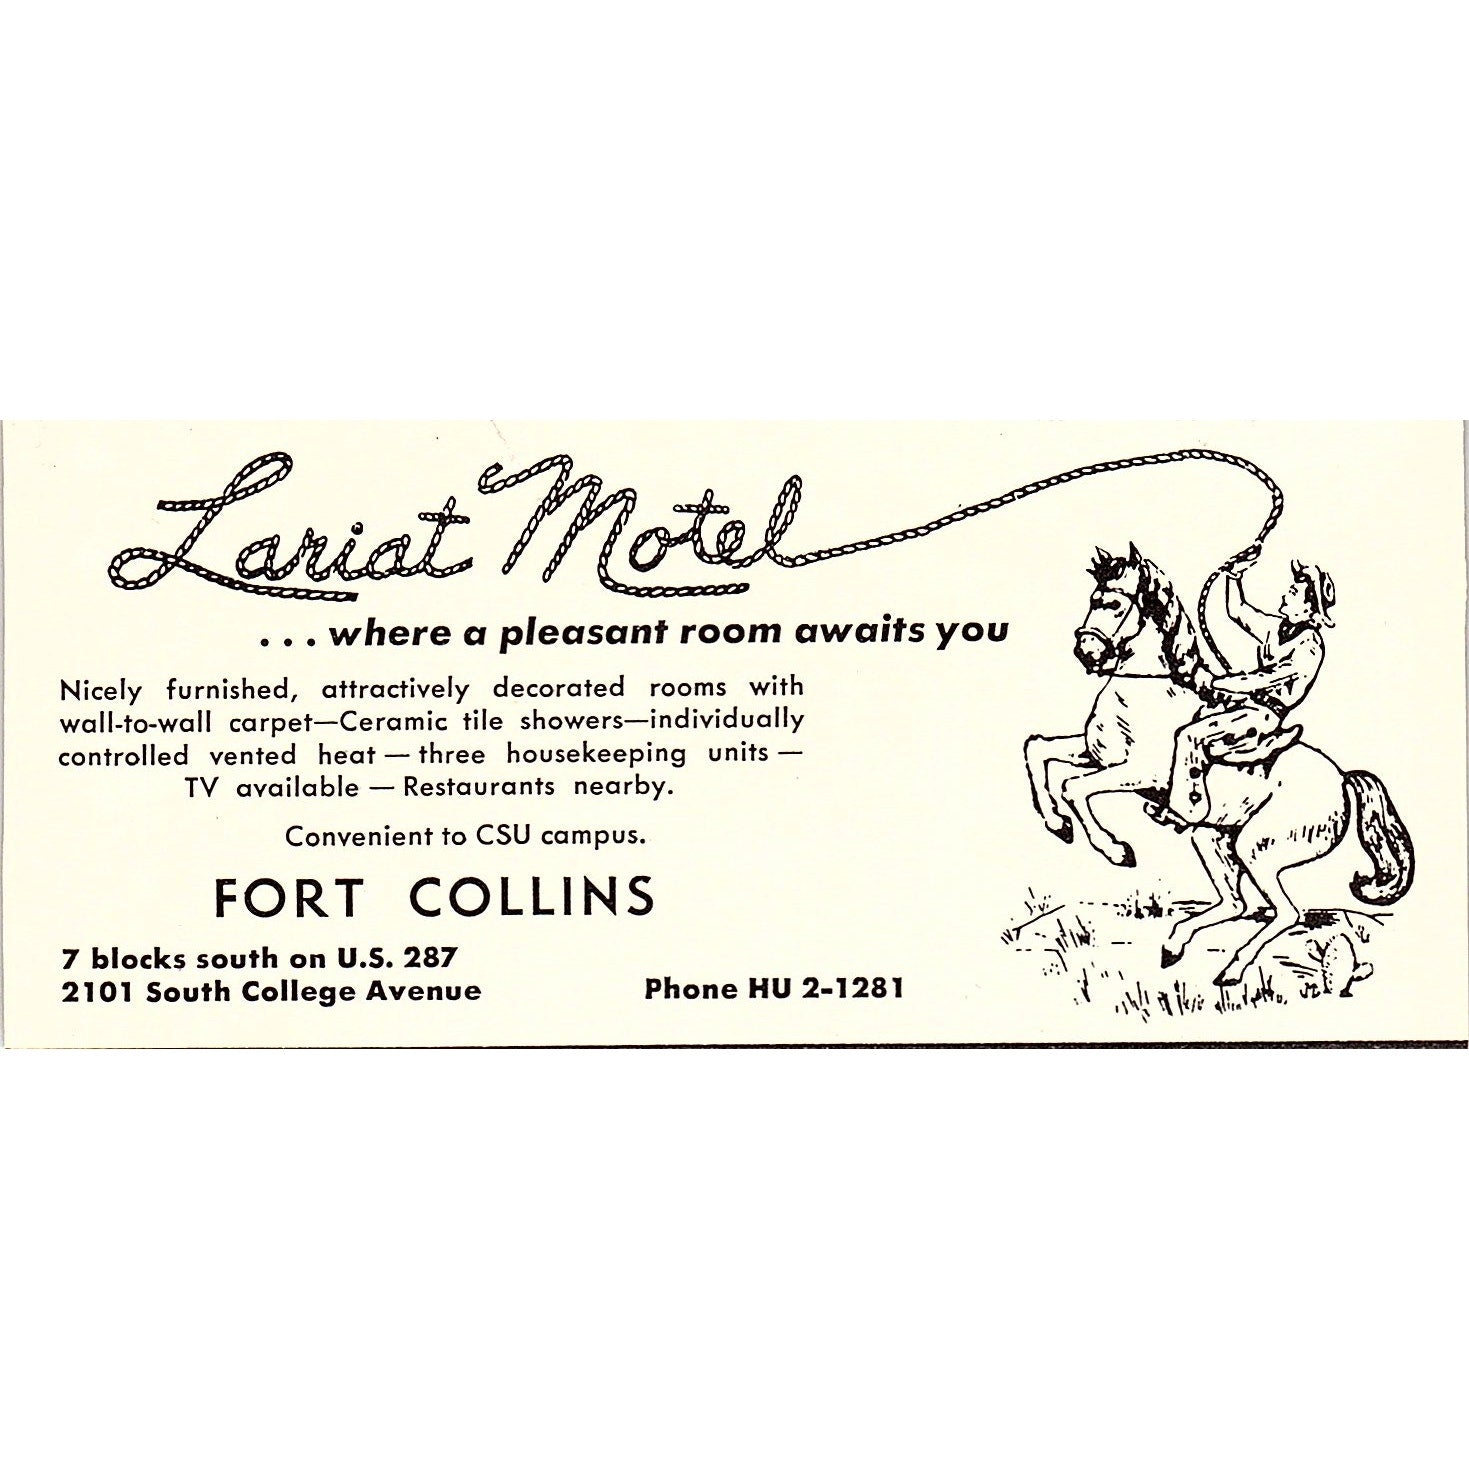 Lariat Motel
... where a pleasant room awaits you
Nicely furnished, attractively decorated rooms with
wall-to-wall carpet—Ceramic tile showers—individually
controlled vented heat — three housekeeping units —
TV available — Restaurants nearby.
Convenient to CSU campus.
FORT COLLINS
7 blocks south on U.S. 287
2101 South College Avenue
Phone HU 2-1281